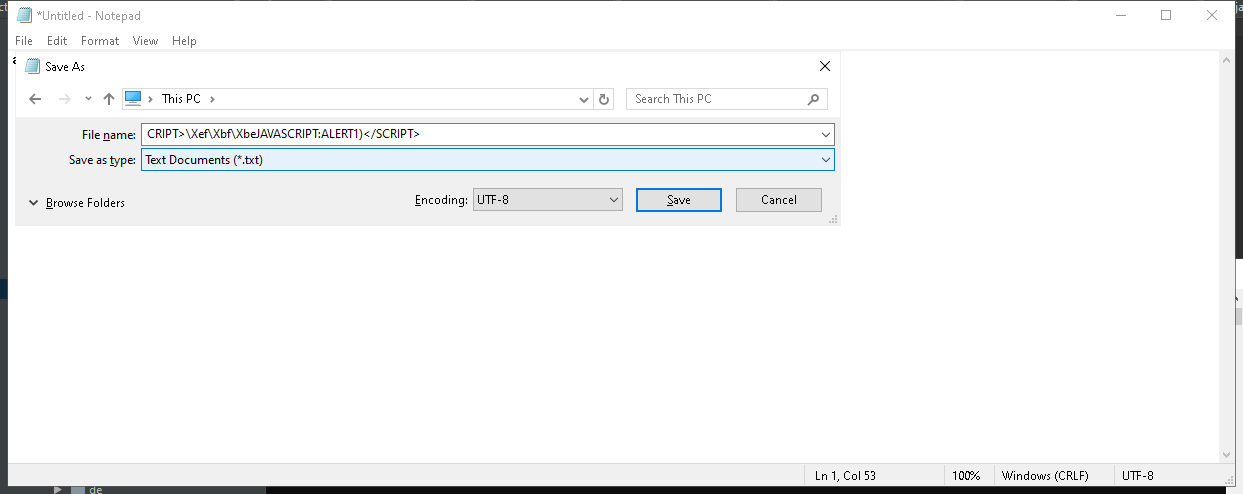 *Untitled - Notepad
File Edit Format View Help
Save As
This PC
Search This PC
File name: CRIPT>\Xef\Xbf\XbeJAVASCRIPT:ALERT1)</SCRIPT>
Save as type: Text Documents (*.txt)
Browse Folders
Encoding: UTF-8
Save
Cancel
Ln 1, Col 53
100%
Windows (CRLF)
UTF-8
de